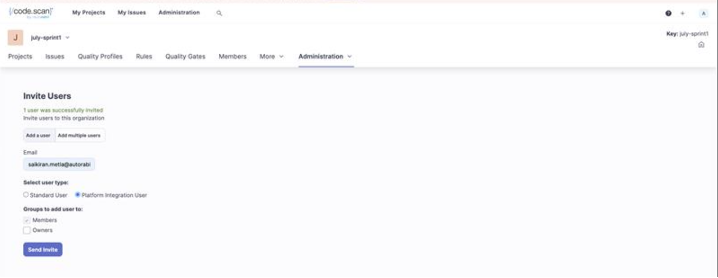 [/code.scan]
My Projects My Issues Administration
A
J july-sprint1
Key: july-sprint1
Projects Issues Quality Profiles Rules Quality Gates Members More Administration
Invite Users
1 user was successfully invited
Invite users to this organization
Add a user Add multiple users
Email
saikiran.metla@autorabi
Select user type:
Standard User Platform Integration User
Groups to add user to:
Members
Owners
Send Invite